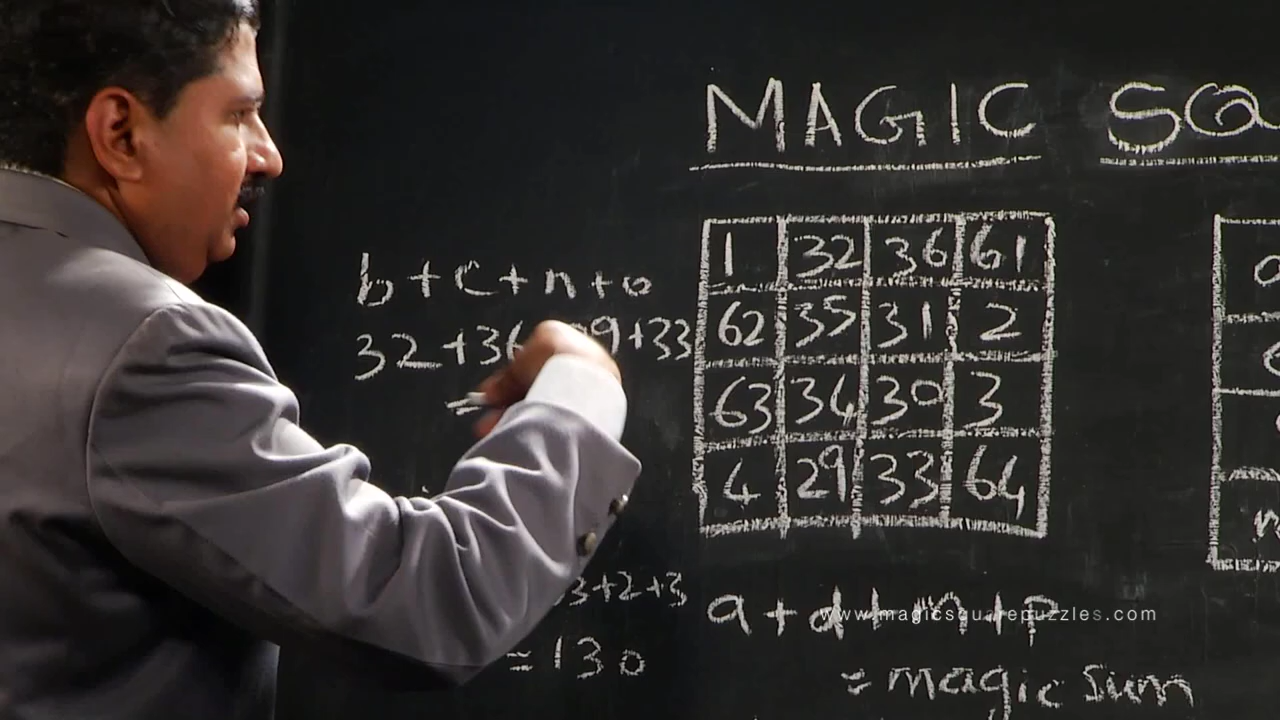 MAGIC SQ
b+c+n+o
32+36 9+33
=
1 32 36 61
62 35 31 2
63 34 30 3
4 29 33 64
3+2+3
=130
a+d+m+p
www.magicsquarepuzzles.com
=magic sum